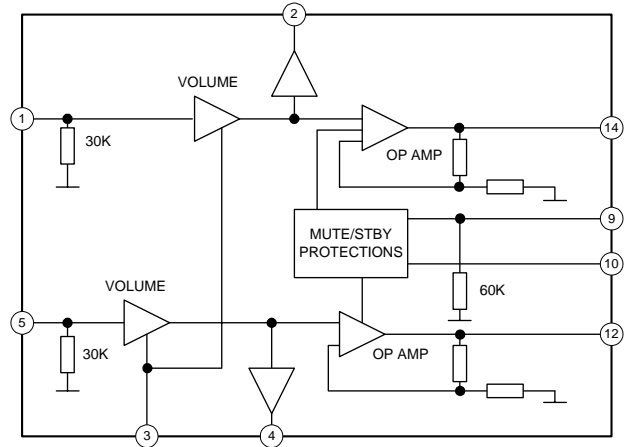 2
VOLUME
1
30K
14
OP AMP
9
MUTE/STBY
PROTECTIONS
10
VOLUME
60K
5
12
30K
OP AMP
3
4